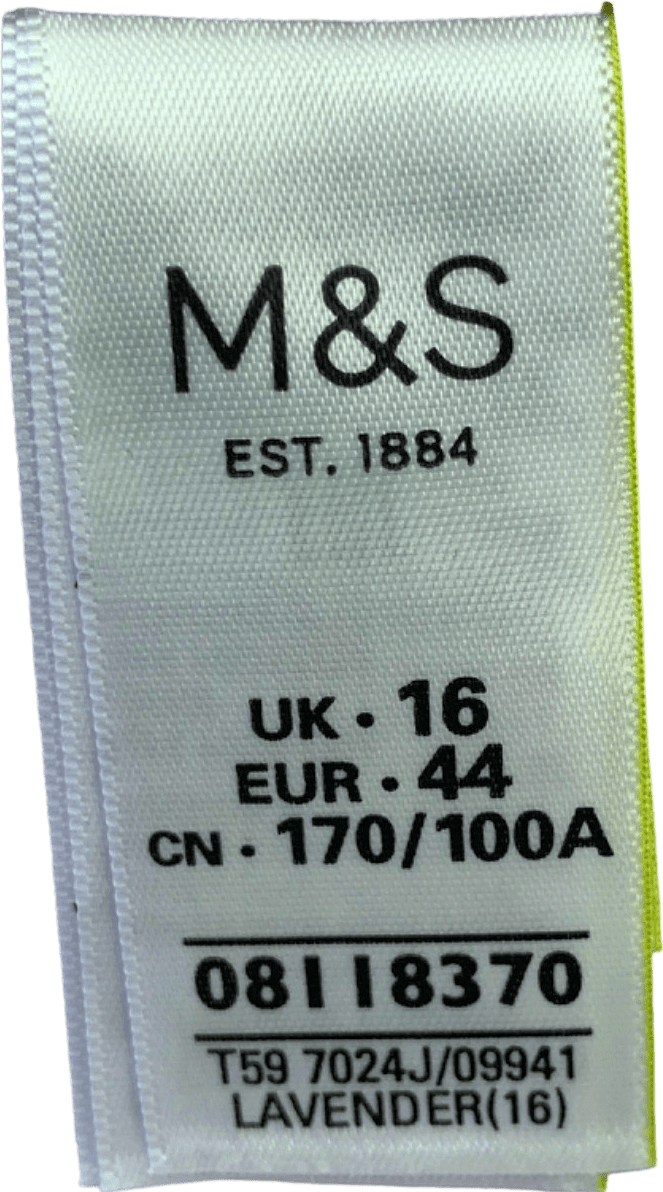 M&S
EST. 1884
UK • 16
EUR • 44
CN • 170/100A
08118370
T59 7024J/09941
LAVENDER(16)